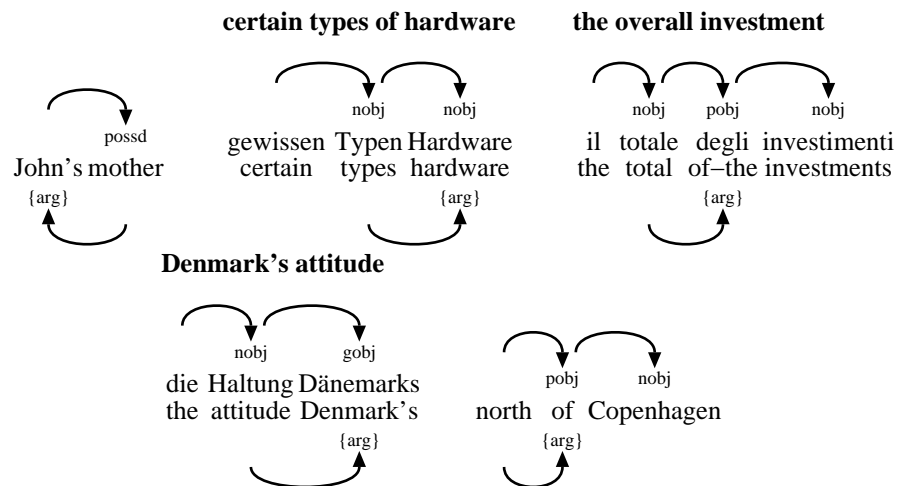 certain types of hardware
the overall investment
possd
John's mother
{arg}
nobj nobj
gewissen Typen Hardware
certain types hardware
{arg}
nobj pobj nobj
il totale degli investimenti
the total of–the investments
{arg}
Denmark's attitude
nobj gobj
die Haltung Dänemarks
the attitude Denmark's
{arg}
pobj nobj
north of Copenhagen
{arg}